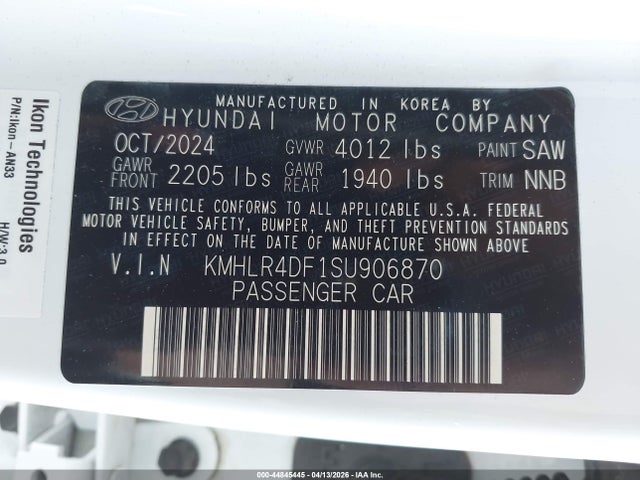 MANUFACTURED IN KOREA BY
HYUNDAI MOTOR COMPANY
OCT/2024 GVWR 4012 lbs PAINT SAW
GAWR FRONT 2205 lbs GAWR REAR 1940 lbs TRIM NNB
THIS VEHICLE CONFORMS TO ALL APPLICABLE U.S.A. FEDERAL
MOTOR VEHICLE SAFETY, BUMPER, AND THEFT PREVENTION STANDARDS
IN EFFECT ON THE DATE OF MANUFACTURE SHOWN ABOVE
V.I.N KMHLR4DF1SU906870
PASSENGER CAR
Ikon Technologies
P/N:Ikon-AN33
H/W:3.0
000-44845445 - 04/13/2026 - IAA Inc.